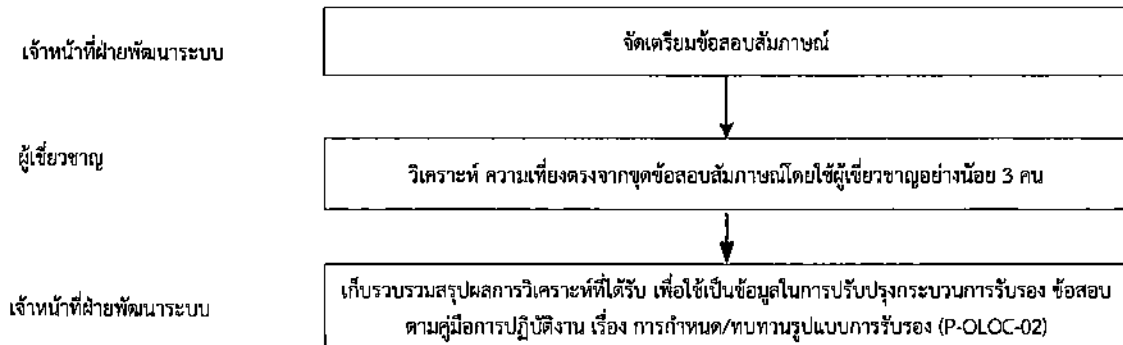 เจ้าหน้าที่ฝ่ายพัฒนาระบบ
จัดเตรียมข้อสอบสัมภาษณ์
ผู้เชี่ยวชาญ
วิเคราะห์ ความเที่ยงตรงจากชุดข้อสอบสัมภาษณ์โดยใช้ผู้เชี่ยวชาญอย่างน้อย 3 คน
เจ้าหน้าที่ฝ่ายพัฒนาระบบ
เก็บรวบรวมสรุปผลการวิเคราะห์ที่ได้รับ เพื่อใช้เป็นข้อมูลในการปรับปรุงกระบวนการรับรอง ข้อสอบ
ตามคู่มือการปฏิบัติงาน เรื่อง การกำหนด/ทบทวนรูปแบบการรับรอง (P-OLOC-02)